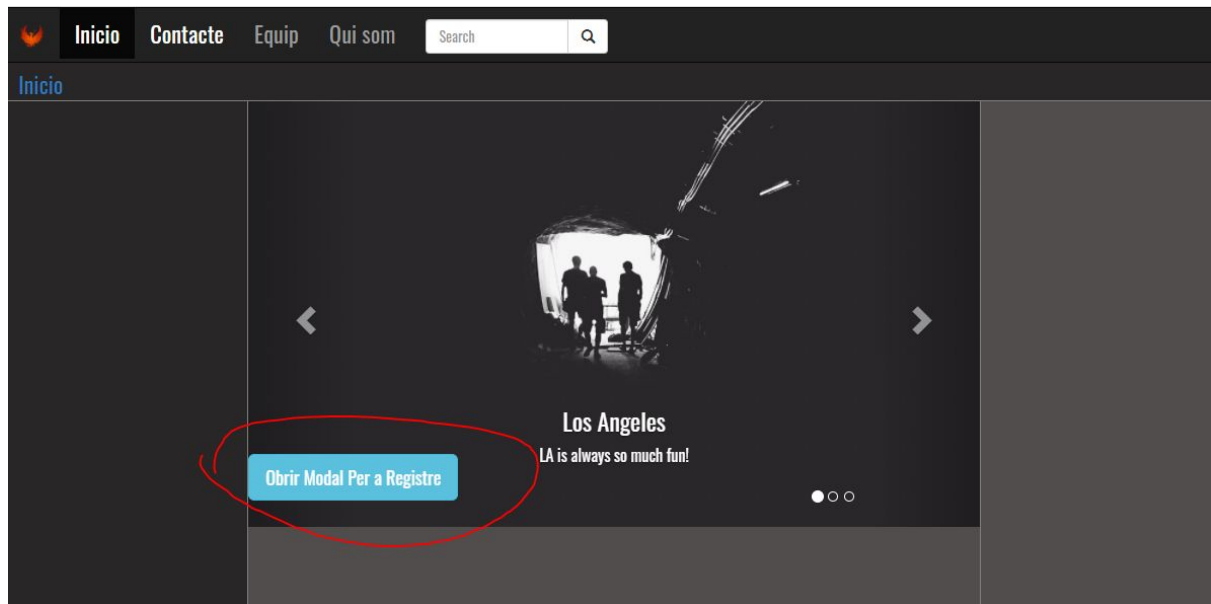 Inicio Contacte Equip Qui som Search
Inicio
Los Angeles
LA is always so much fun!
Obrir Modal Per a Registre